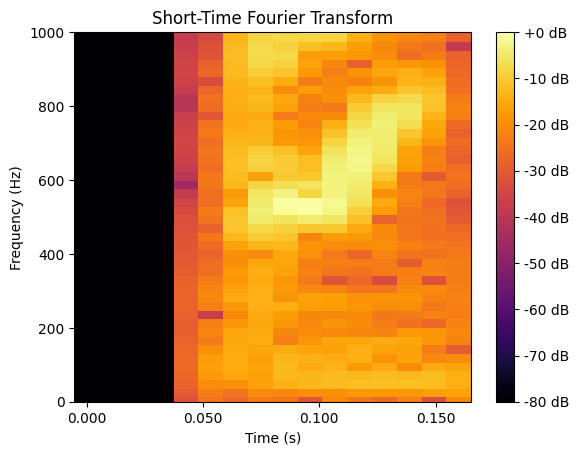 Short-Time Fourier Transform
1000
800
600
400
200
0
Frequency (Hz)
0.000
0.050
0.100
0.150
Time (s)
+0 dB
-10 dB
-20 dB
-30 dB
-40 dB
-50 dB
-60 dB
-70 dB
-80 dB